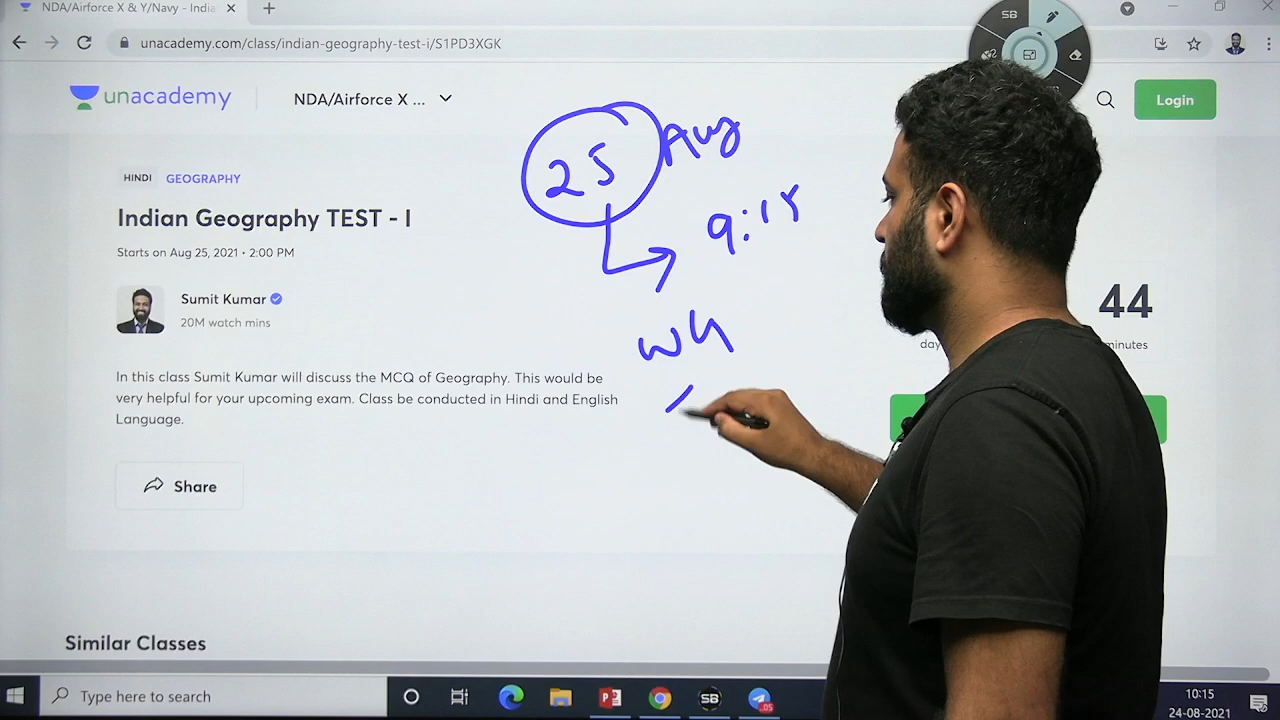 NDA/Airforce X & Y/Navy - India
unacademy.com/class/indian-geography-test-i/S1PD3XGK
SB
unacademy
NDA/Airforce X ...
Login
25 Aug
HINDI GEOGRAPHY
Indian Geography TEST - I
9:15
Starts on Aug 25, 2021 • 2:00 PM
Sumit Kumar
20M watch mins
44
minutes
In this class Sumit Kumar will discuss the MCQ of Geography. This would be
very helpful for your upcoming exam. Class be conducted in Hindi and English
Language.
Share
Similar Classes
Type here to search
SB
10:15
24-08-2021